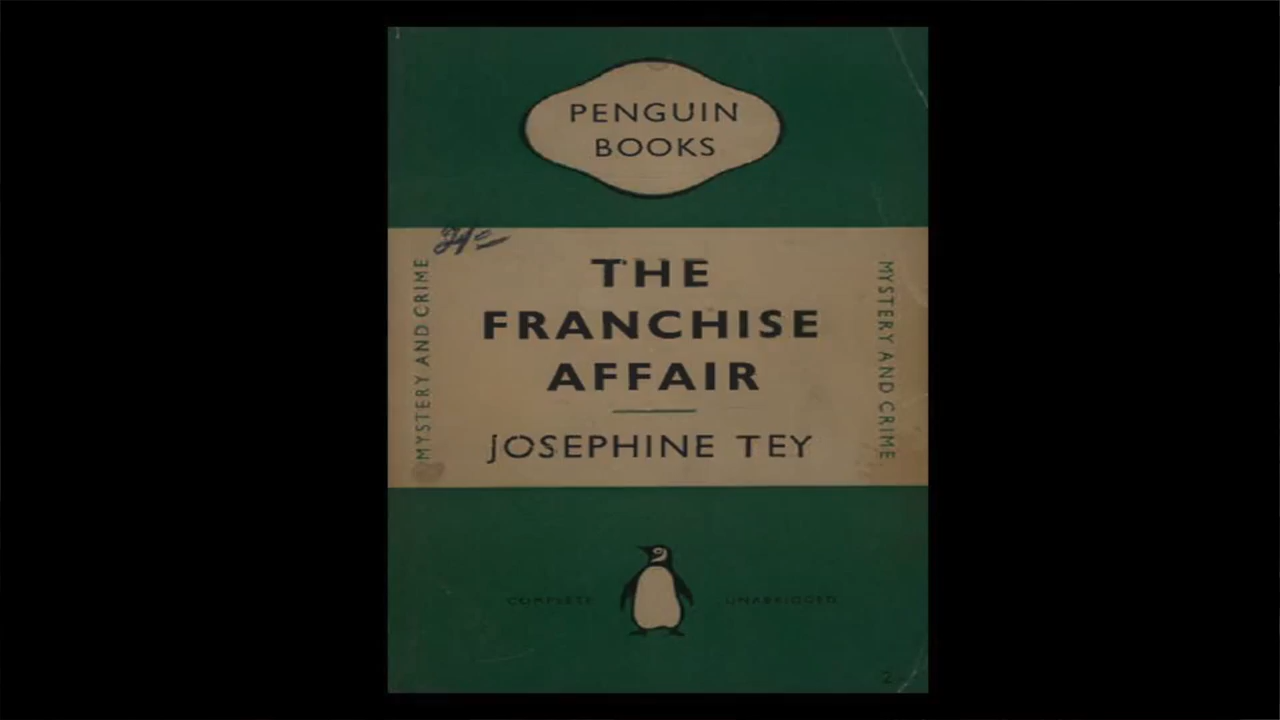 PENGUIN
BOOKS
THE
FRANCHISE
AFFAIR
JOSEPHINE TEY
MYSTERY AND CRIME
MYSTERY AND CRIME
COMPLETE
UNABRIDGED